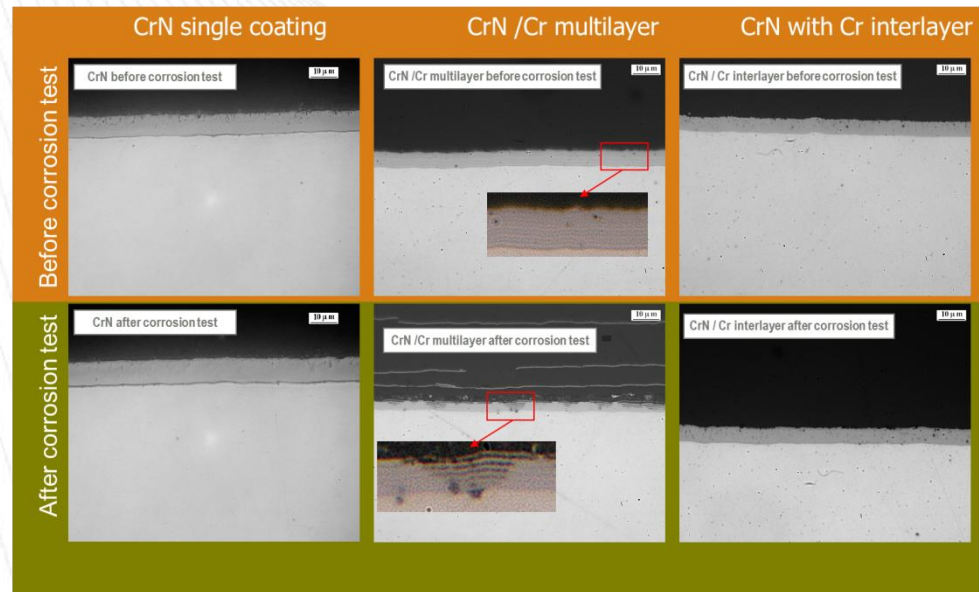 CrN single coating
CrN /Cr multilayer
CrN with Cr interlayer
Before corrosion test
CrN before corrosion test
10 µm
CrN /Cr multilayer before corrosion test
10 µm
CrN / Cr interlayer before corrosion test
10 µm
After corrosion test
CrN after corrosion test
10 µm
CrN /Cr multilayer after corrosion test
10 µm
CrN / Cr interlayer after corrosion test
10 µm